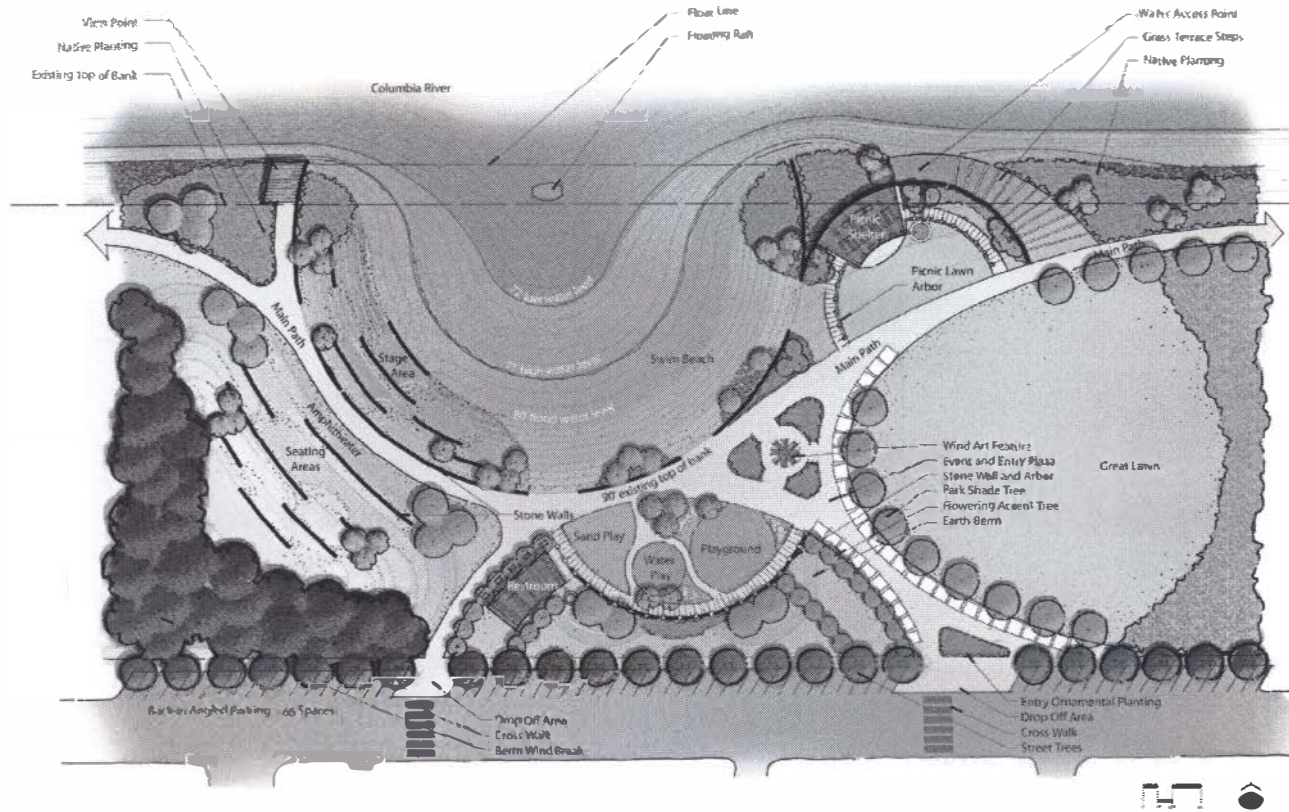 View Point
Native Planting
Existing Top of Bank
Float Line
Floating Raft
Water Access Point
Grass Terrace Steps
Native Planting
Columbia River
Picnic
Shelter
Main Path
Picnic Lawn
Arbor
Main Path
Stage
Area
Swim Beach
Main Path
Amphitheater
Seating
Areas
Wind Art Feature
Event and Entry Plaza
Stone Wall and Arbor
Park Shade Tree
Flowering Accent Tree
Earth Berm
Great Lawn
90' existing top of bank
Stone Walls
Sand Play
Water
Play
Playground
Restroom
Angled Parking
66 Spaces
Drop Off Area
Cross Walk
Berm Wind Break
Entry Ornamental Planting
Drop Off Area
Cross Walk
Street Trees